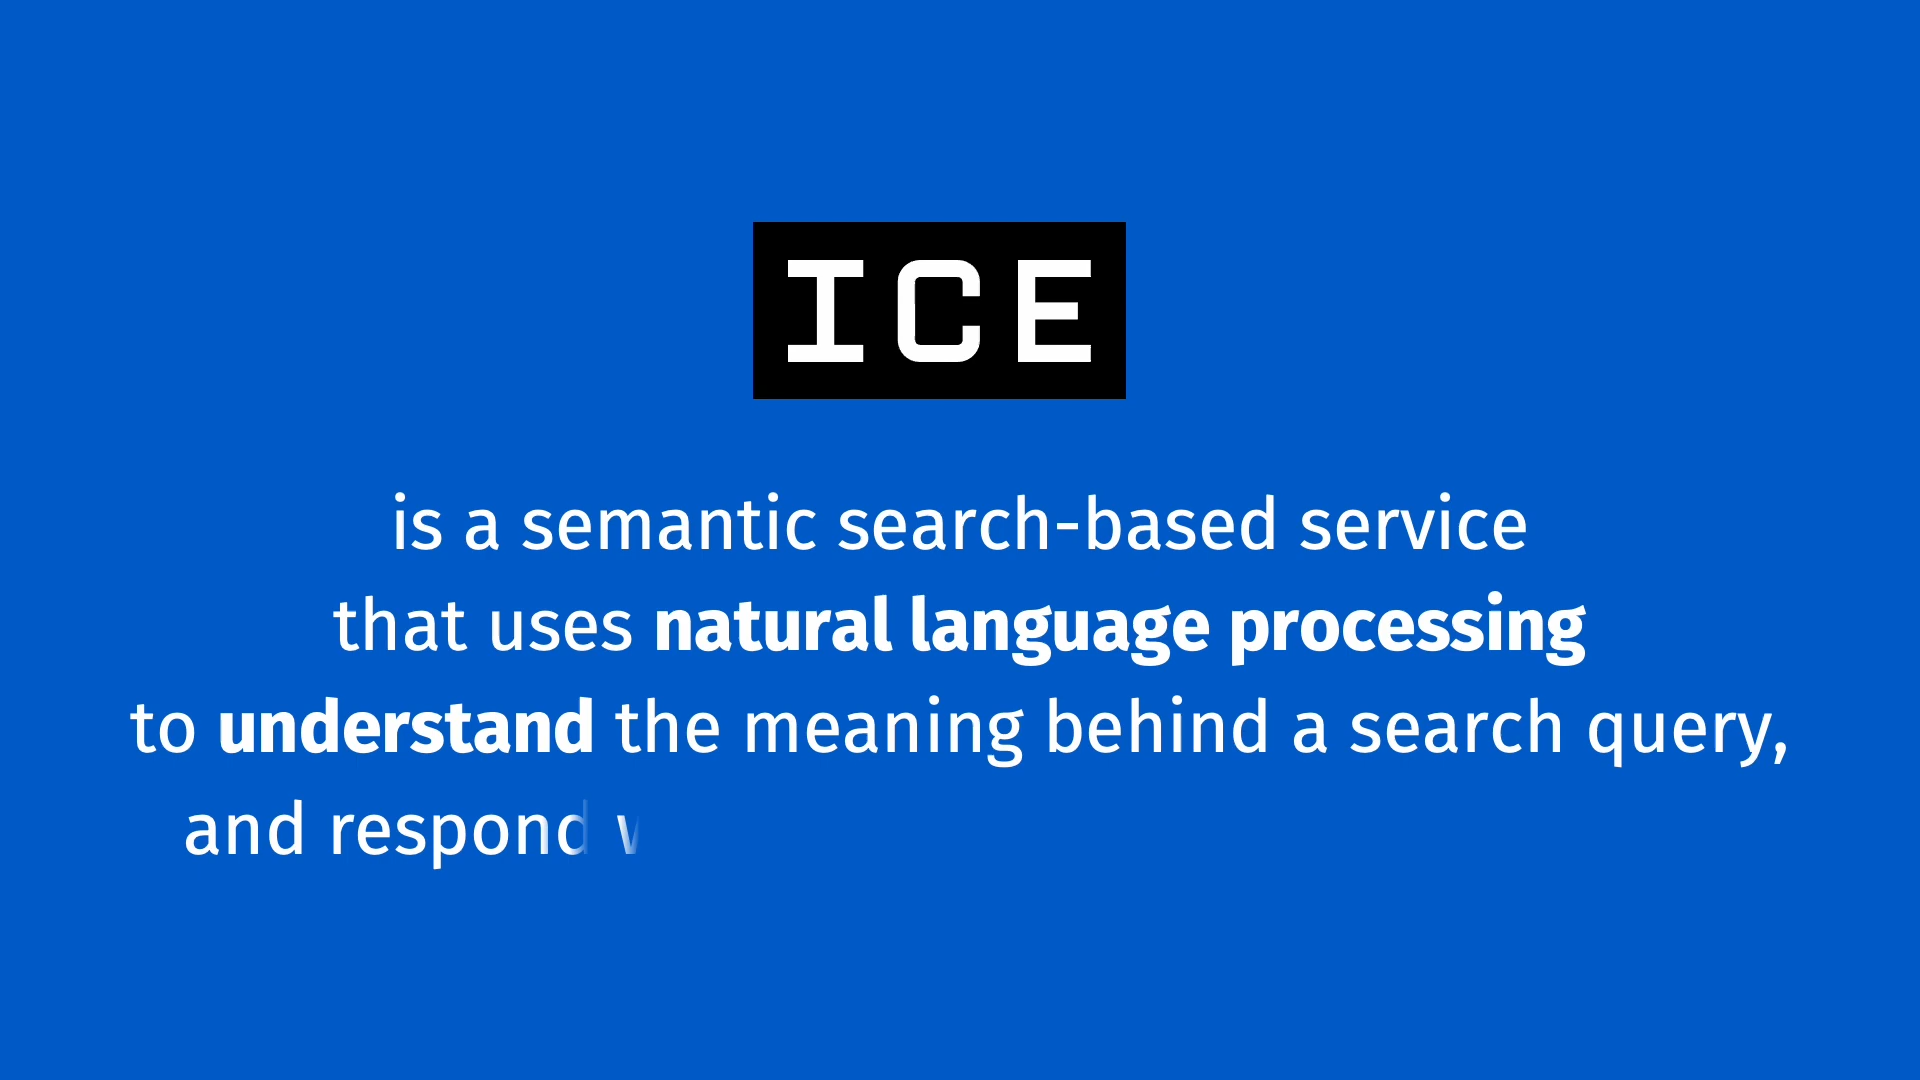 ICE
is a semantic search-based service
that uses natural language processing
to understand the meaning behind a search query,
and respond